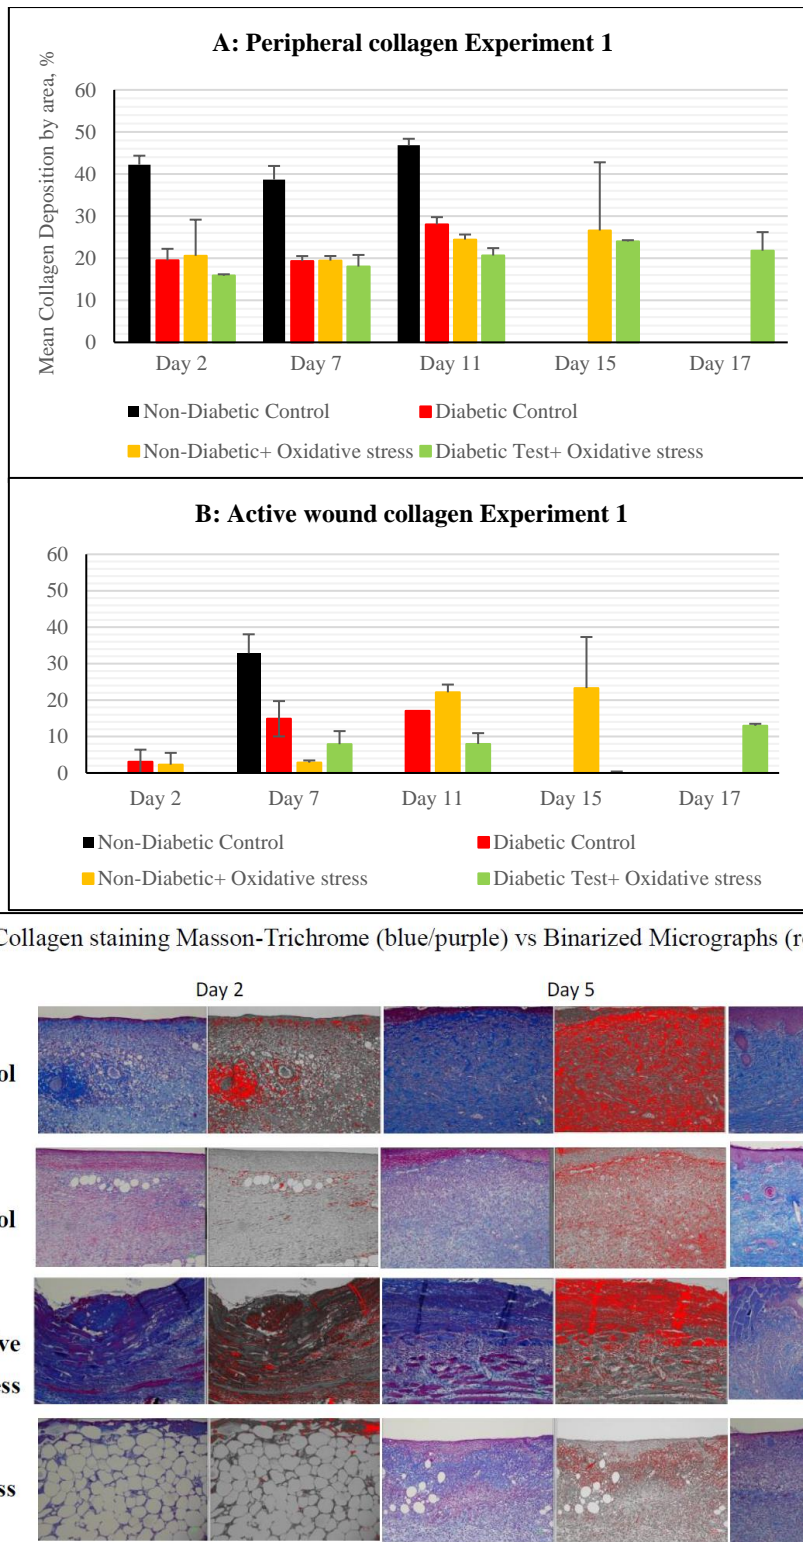 A: Peripheral collagen Experiment 1
Mean Collagen Deposition by area, %
60
50
40
30
20
10
0
Day 2 Day 7 Day 11 Day 15 Day 17
Non-Diabetic Control Diabetic Control
Non-Diabetic+ Oxidative stress Diabetic Test+ Oxidative stress
B: Active wound collagen Experiment 1
60
50
40
30
20
10
0
Day 2 Day 7 Day 11 Day 15 Day 17
Non-Diabetic Control Diabetic Control
Non-Diabetic+ Oxidative stress Diabetic Test+ Oxidative stress
Collagen staining Masson-Trichrome (blue/purple) vs Binarized Micrographs (r
Day 2 Day 5
ol
ol
ve
ess
ss